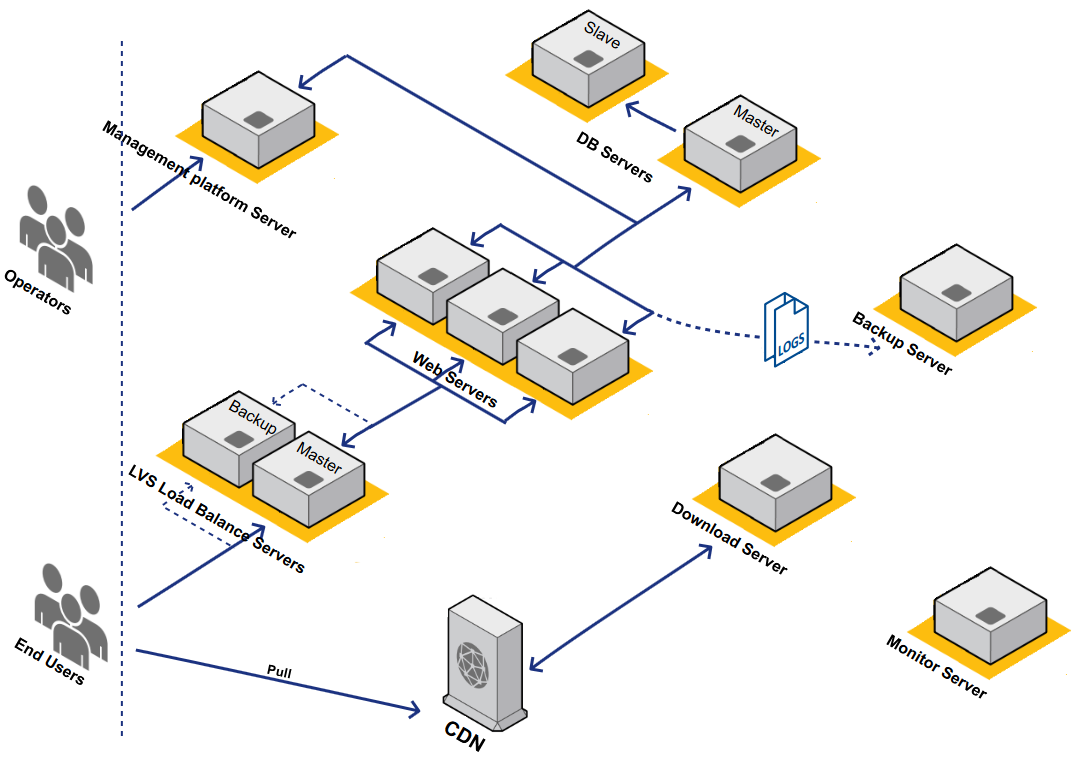 Slave
Master
DB Servers
Management platform Server
Operators
Web Servers
LOGS
Backup Server
Backup
Master
LVS Load Balance Servers
Download Server
End Users
Pull
CDN
Monitor Server